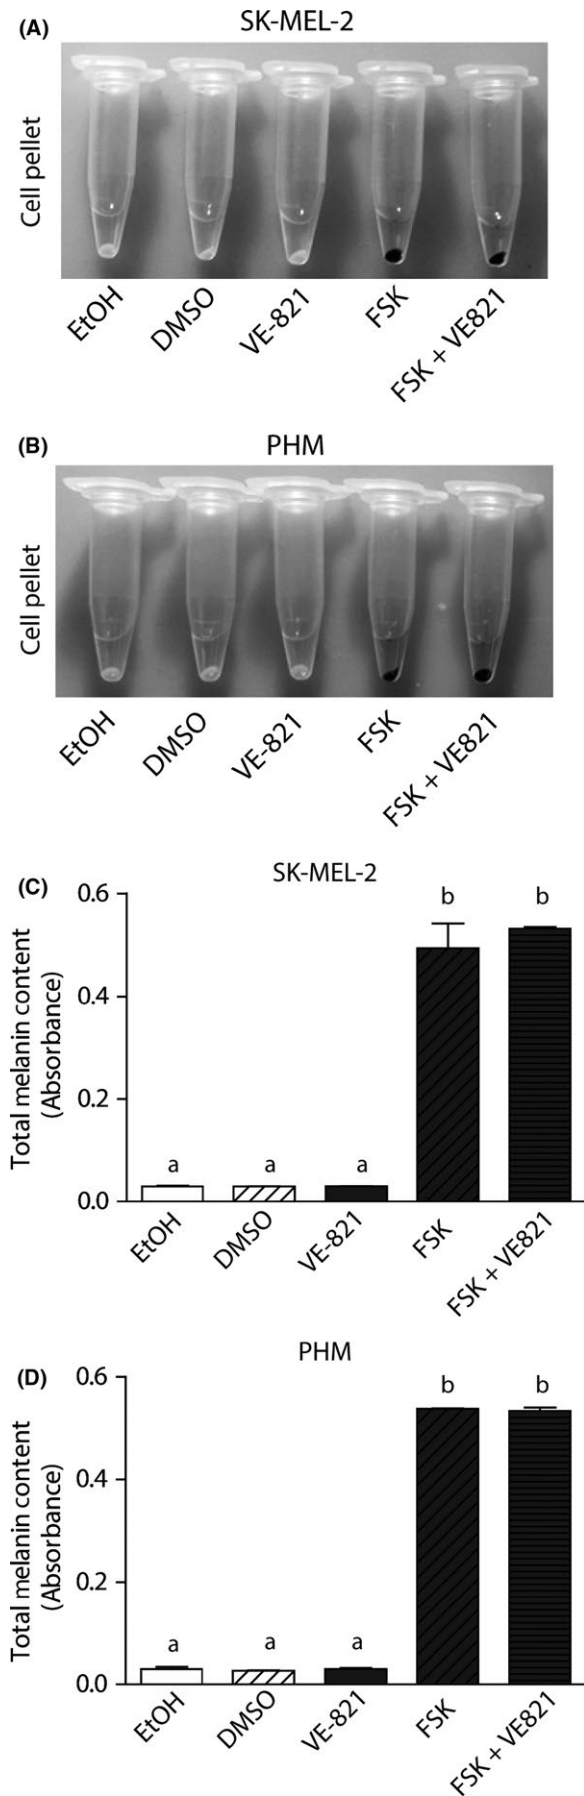 (A)
SK-MEL-2
Cell pellet
EtOH
DMSO
VE-821
FSK
FSK + VE821
(B)
PHM
Cell pellet
EtOH
DMSO
VE-821
FSK
FSK + VE821
(C)
SK-MEL-2
Total melanin content
(Absorbance)
0.6
0.4
0.2
0.0
a
a
a
b
b
EtOH
DMSO
VE-821
FSK
FSK + VE821
(D)
PHM
Total melanin content
(Absorbance)
0.6
0.4
0.2
0.0
a
a
a
b
b
EtOH
DMSO
VE-821
FSK
FSK + VE821